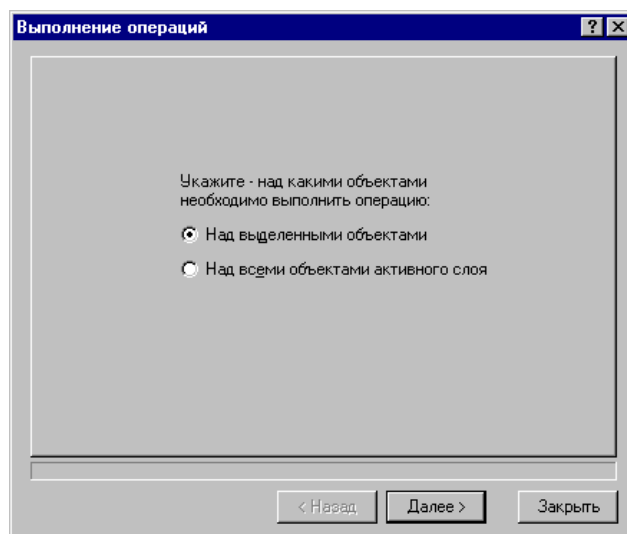 Выполнение операций
Укажите - над какими объектами
необходимо выполнить операцию:
Над выделенными объектами
Над всеми объектами активного слоя
< Назад
Далее >
Закрыть